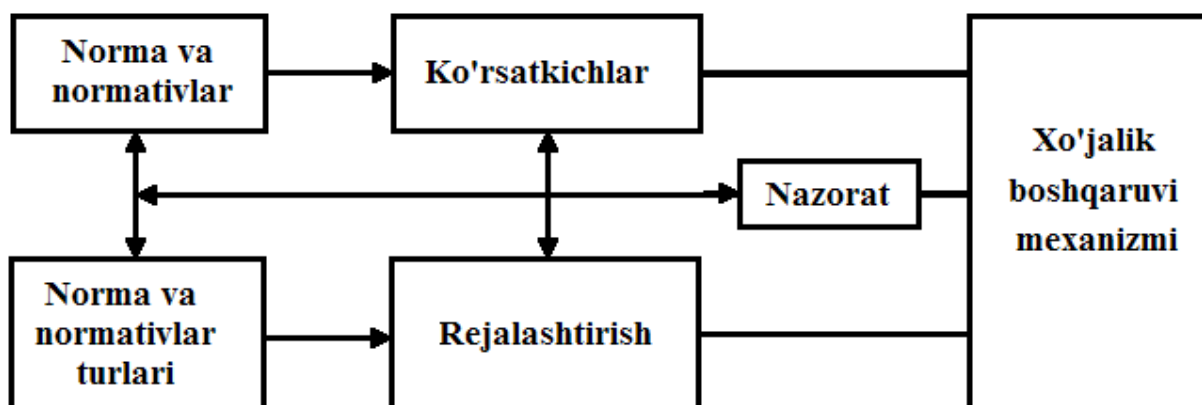 Norma va
normativlar
Ko'rsatkichlar
Xo'jalik
boshqaruvi
mexanizmi
Nazorat
Norma va
normativlar
turlari
Rejalashtirish